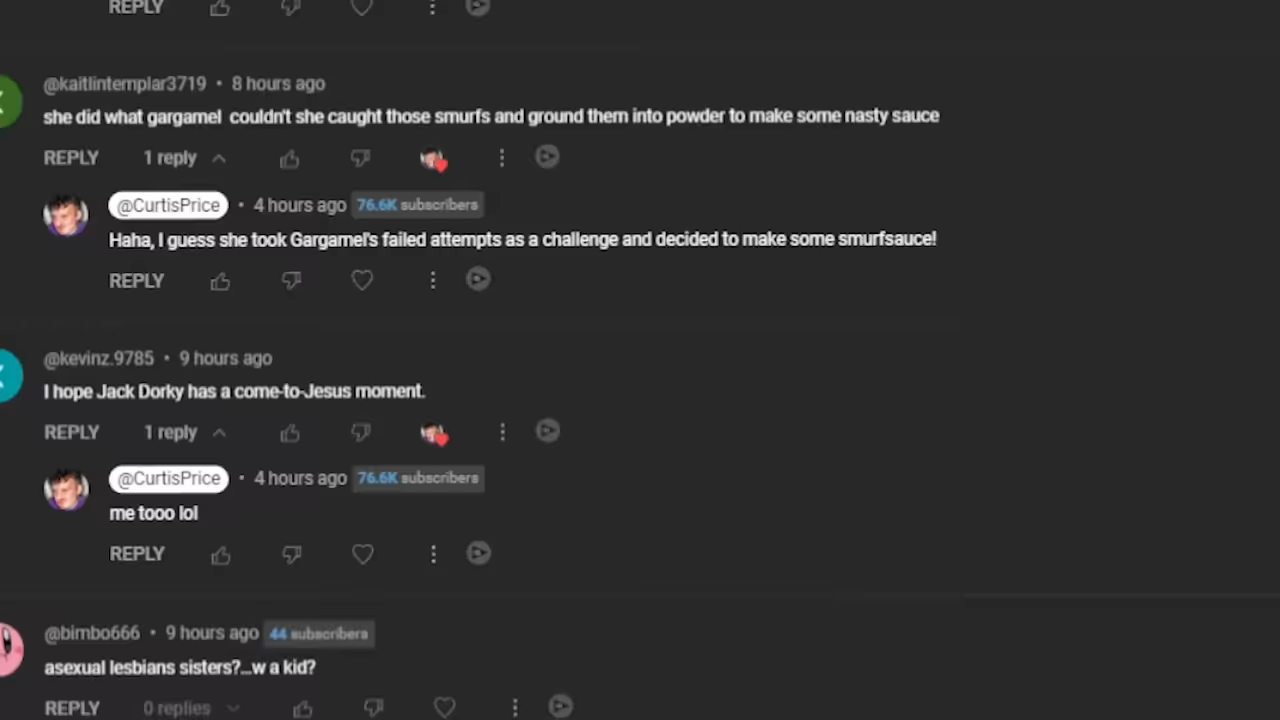 REPLY
@kaitlintemplar3719 • 8 hours ago
she did what gargamel couldn't she caught those smurfs and ground them into powder to make some nasty sauce
REPLY 1 reply
@CurtisPrice • 4 hours ago 76.6K subscribers
Haha, I guess she took Gargamel's failed attempts as a challenge and decided to make some smurfsauce!
REPLY
@kevinz.9785 • 9 hours ago
I hope Jack Dorky has a come-to-Jesus moment.
REPLY 1 reply
@CurtisPrice • 4 hours ago 76.6K subscribers
me tooo lol
REPLY
@bimbo666 • 9 hours ago 44 subscribers
asexual lesbians sisters?...w a kid?
REPLY 0 replies